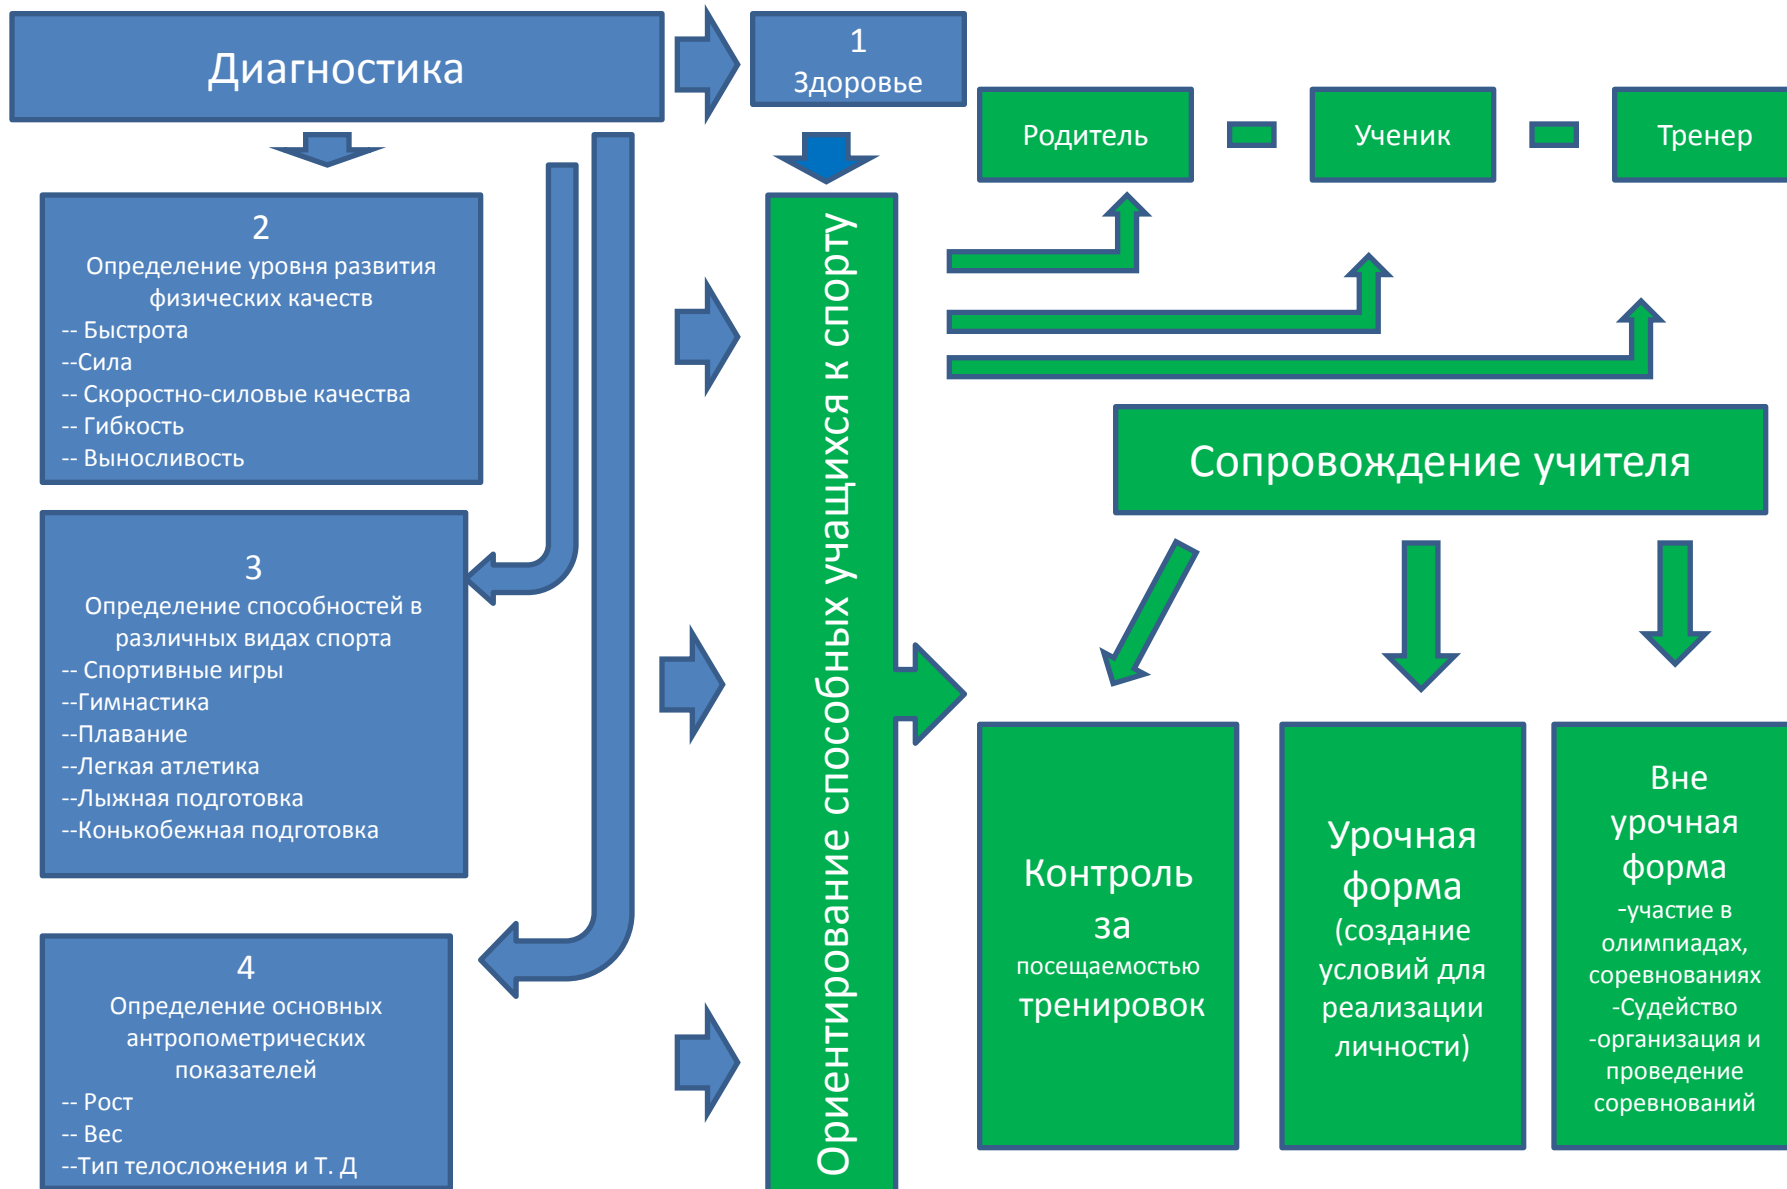 Диагностика
1
Здоровье
Родитель
Ученик
Тренер
2
Определение уровня развития
физических качеств
-- Быстрота
--Сила
-- Скоростно-силовые качества
-- Гибкость
-- Выносливость
3
Определение способностей в
различных видах спорта
-- Спортивные игры
--Гимнастика
--Плавание
--Легкая атлетика
--Лыжная подготовка
--Конькобежная подготовка
4
Определение основных
антропометрических
показателей
-- Рост
-- Вес
--Тип телосложения и Т. Д
Ориентирование способных учащихся к спорту
Сопровождение учителя
Контроль
за
посещаемостью
тренировок
Урочная
форма
(создание
условий для
реализации
личности)
Вне
урочная
форма
-участие в
олимпиадах,
соревнованиях
-Судейство
-организация и
проведение
соревнований